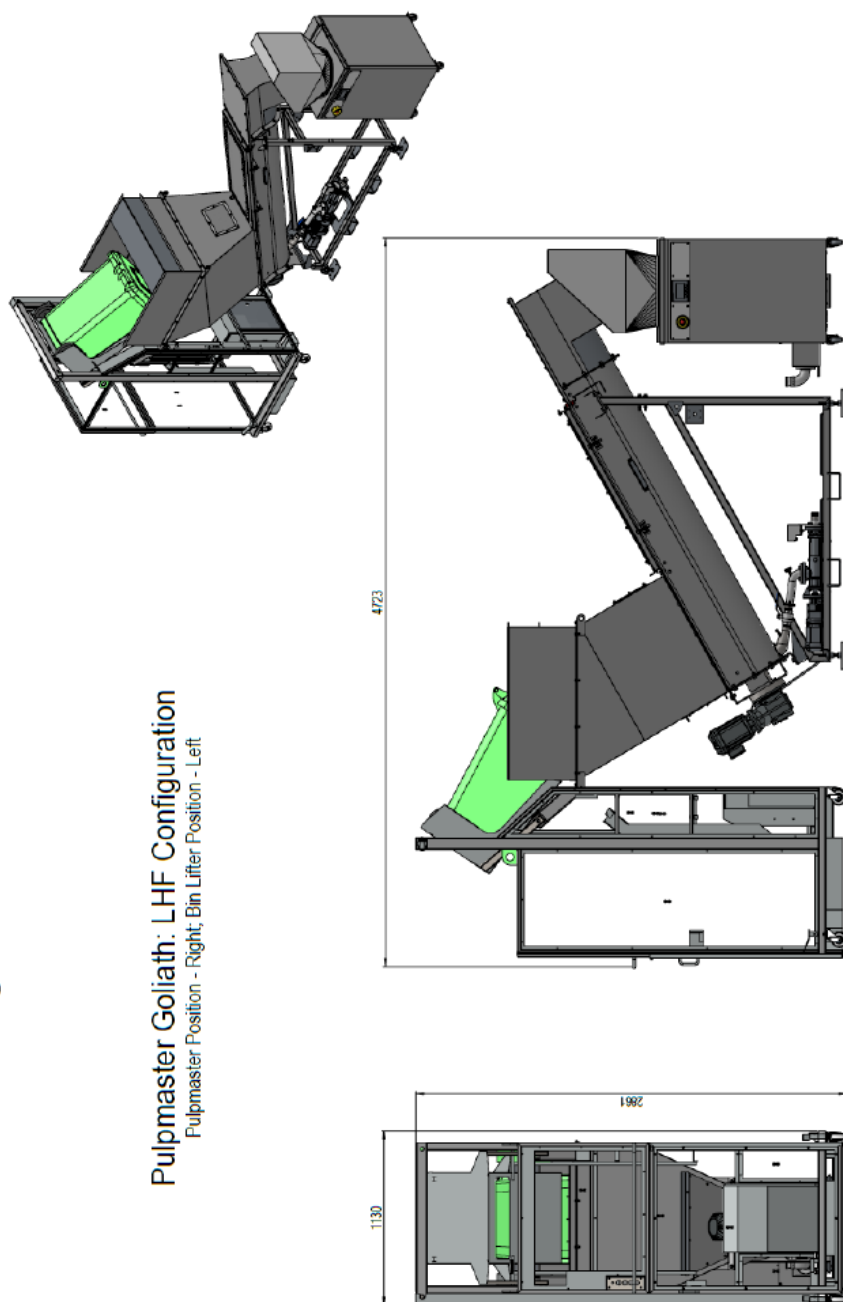 Pulpmaster Goliath: LHF Configuration
Pulpmaster Position - Right; Bin Lifter Position - Left
4723
2861
1130